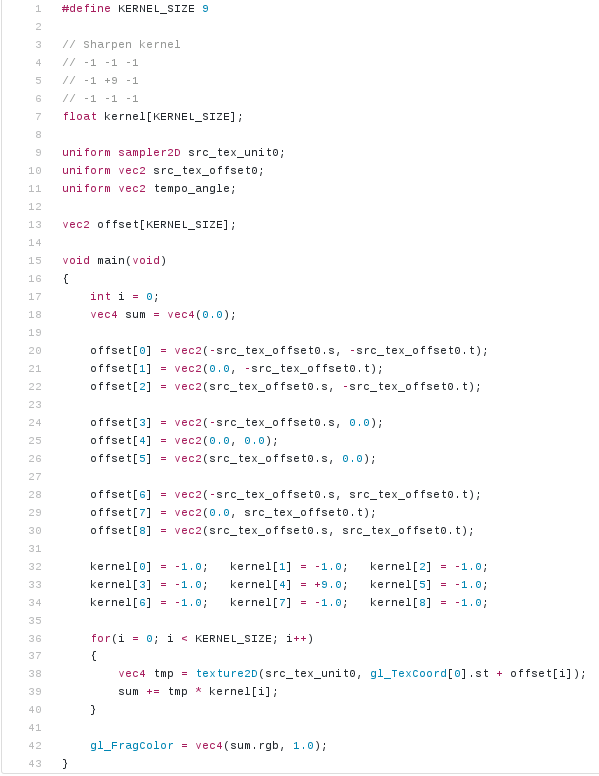 1 #define KERNEL_SIZE 9
2
3 // Sharpen kernel
4 // -1 -1 -1
5 // -1 +9 -1
6 // -1 -1 -1
7 float kernel[KERNEL_SIZE];
8
9 uniform sampler2D src_tex_unit0;
10 uniform vec2 src_tex_offset0;
11 uniform vec2 tempo_angle;
12
13 vec2 offset[KERNEL_SIZE];
14
15 void main(void)
16 {
17     int i = 0;
18     vec4 sum = vec4(0.0);
19
20     offset[0] = vec2(-src_tex_offset0.s, -src_tex_offset0.t);
21     offset[1] = vec2(0.0, -src_tex_offset0.t);
22     offset[2] = vec2(src_tex_offset0.s, -src_tex_offset0.t);
23
24     offset[3] = vec2(-src_tex_offset0.s, 0.0);
25     offset[4] = vec2(0.0, 0.0);
26     offset[5] = vec2(src_tex_offset0.s, 0.0);
27
28     offset[6] = vec2(-src_tex_offset0.s, src_tex_offset0.t);
29     offset[7] = vec2(0.0, src_tex_offset0.t);
30     offset[8] = vec2(src_tex_offset0.s, src_tex_offset0.t);
31
32     kernel[0] = -1.0;   kernel[1] = -1.0;   kernel[2] = -1.0;
33     kernel[3] = -1.0;   kernel[4] = +9.0;   kernel[5] = -1.0;
34     kernel[6] = -1.0;   kernel[7] = -1.0;   kernel[8] = -1.0;
35
36     for(i = 0; i < KERNEL_SIZE; i++)
37     {
38         vec4 tmp = texture2D(src_tex_unit0, gl_TexCoord[0].st + offset[i]);
39         sum += tmp * kernel[i];
40     }
41
42     gl_FragColor = vec4(sum.rgb, 1.0);
43 }